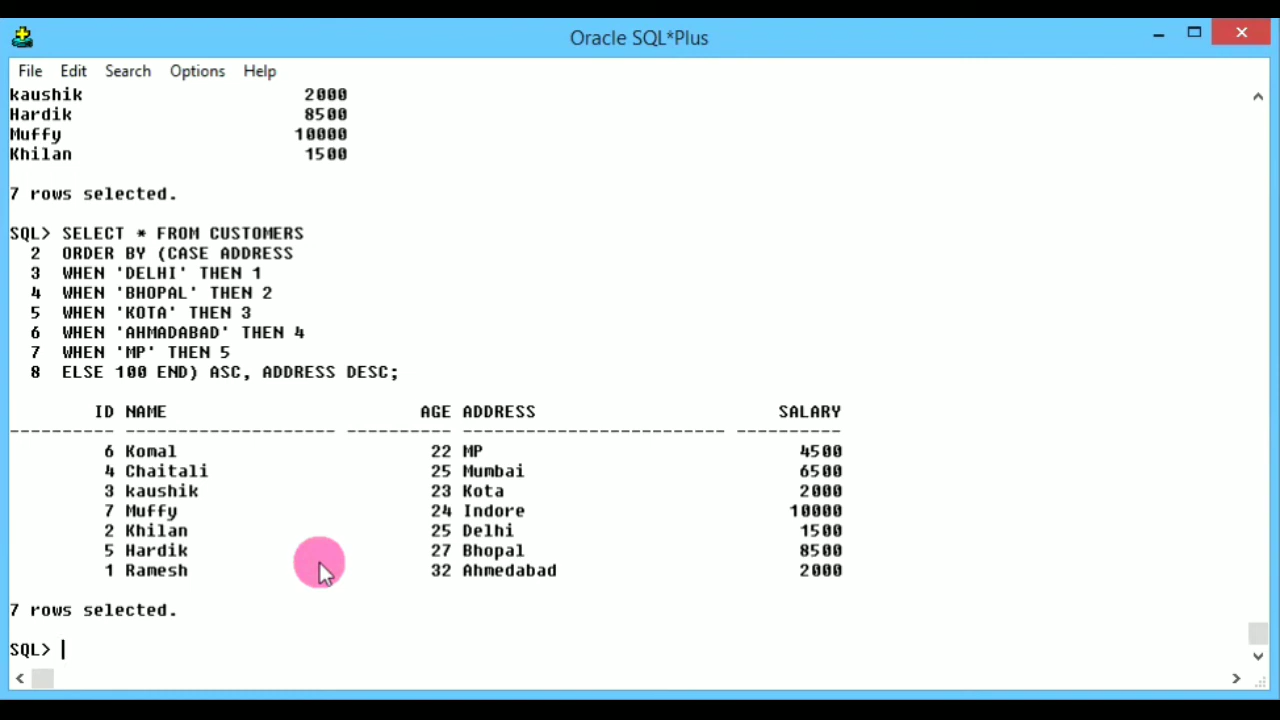 Oracle SQL*Plus
File Edit Search Options Help
kaushik 2000
Hardik 8500
Muffy 10000
Khilan 1500
7 rows selected.
SQL> SELECT * FROM CUSTOMERS
2 ORDER BY (CASE ADDRESS
3 WHEN 'DELHI' THEN 1
4 WHEN 'BHOPAL' THEN 2
5 WHEN 'KOTA' THEN 3
6 WHEN 'AHMADABAD' THEN 4
7 WHEN 'MP' THEN 5
8 ELSE 100 END) ASC, ADDRESS DESC;
ID NAME AGE ADDRESS SALARY
---------- -------------------- ---------- ------------------------- ----------
6 Komal 22 MP 4500
4 Chaitali 25 Mumbai 6500
3 kaushik 23 Kota 2000
7 Muffy 24 Indore 10000
2 Khilan 25 Delhi 1500
5 Hardik 27 Bhopal 8500
1 Ramesh 32 Ahmedabad 2000
7 rows selected.
SQL>